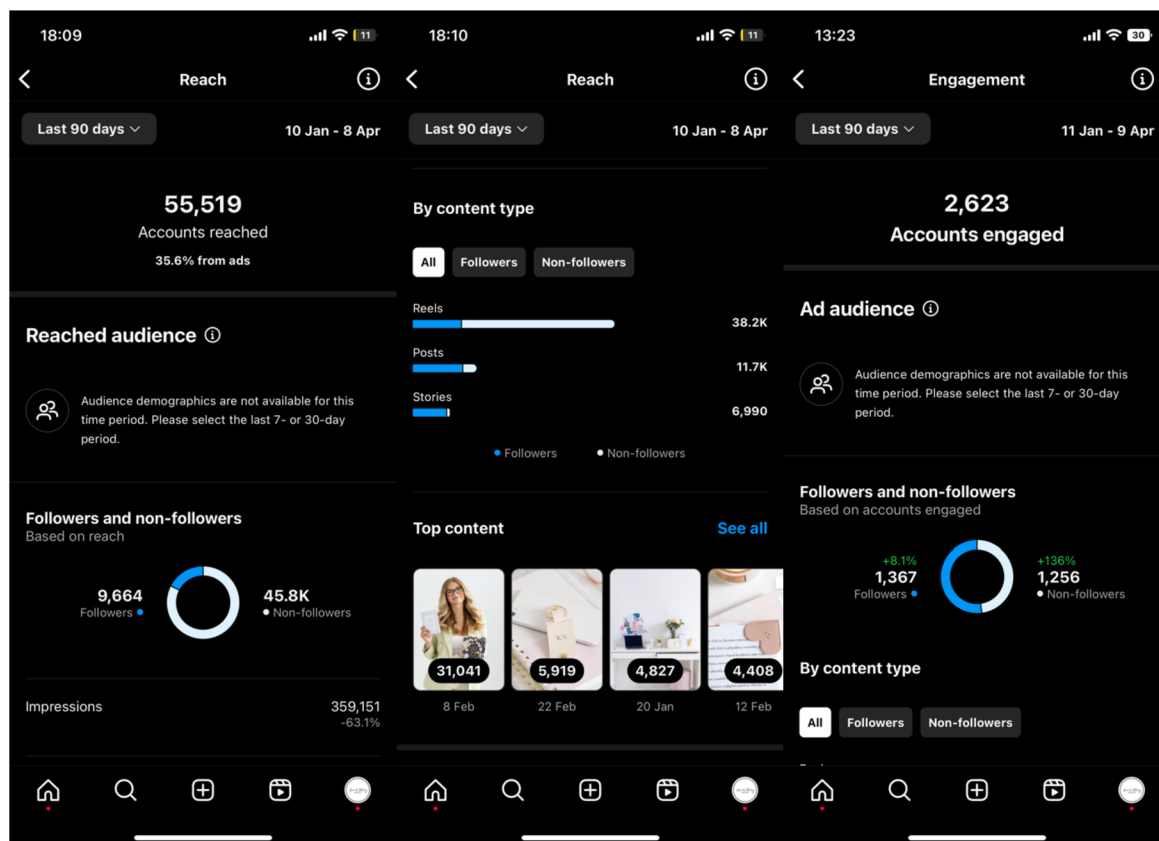 18:09
11
Reach
Last 90 days
10 Jan - 8 Apr
55,519
Accounts reached
35.6% from ads
Reached audience
Audience demographics are not available for this
time period. Please select the last 7- or 30-day
period.
Followers and non-followers
Based on reach
9,664
Followers
45.8K
Non-followers
Impressions
359,151
-63.1%
18:10
11
Reach
Last 90 days
10 Jan - 8 Apr
By content type
All
Followers
Non-followers
Reels
38.2K
Posts
11.7K
Stories
6,990
Followers
Non-followers
Top content
See all
31,041
5,919
4,827
4,408
8 Feb
22 Feb
20 Jan
12 Feb
13:23
30
Engagement
Last 90 days
11 Jan - 9 Apr
2,623
Accounts engaged
Ad audience
Audience demographics are not available for this
time period. Please select the last 7- or 30-day
period.
Followers and non-followers
Based on accounts engaged
+8.1%
1,367
Followers
+136%
1,256
Non-followers
By content type
All
Followers
Non-followers